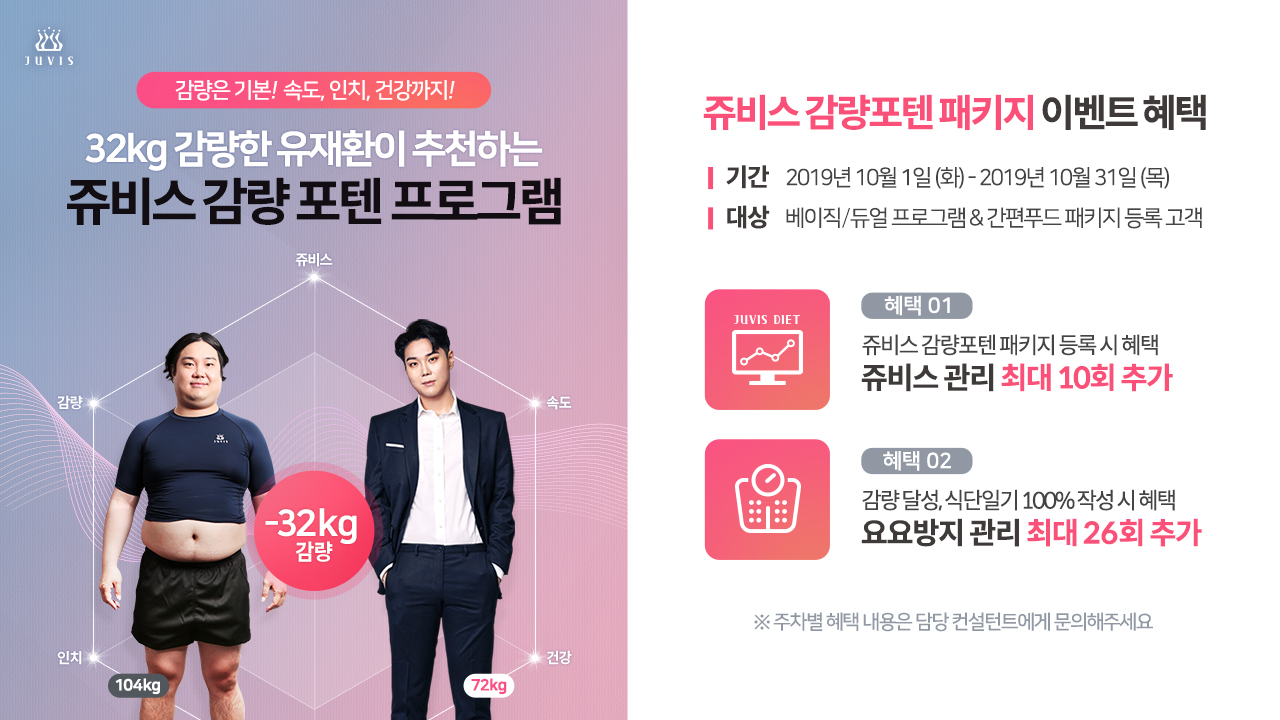 JUVIS
감량은 기본! 속도, 인치, 건강까지!
32kg 감량한 유재환이 추천하는
쥬비스 감량 포텐 프로그램
쥬비스
감량
속도
JUVIS
-32kg
감량
인치
건강
104kg
72kg
쥬비스 감량포텐 패키지 이벤트 혜택
기간 2019년 10월 1일 (화) - 2019년 10월 31일 (목)
대상 베이직/듀얼 프로그램 & 간편푸드 패키지 등록 고객
JUVIS DIET
혜택 01
쥬비스 감량포텐 패키지 등록 시 혜택
쥬비스 관리 최대 10회 추가
혜택 02
감량 달성, 식단일기 100% 작성 시 혜택
요요방지 관리 최대 26회 추가
※ 주차별 혜택 내용은 담당 컨설턴트에게 문의해주세요